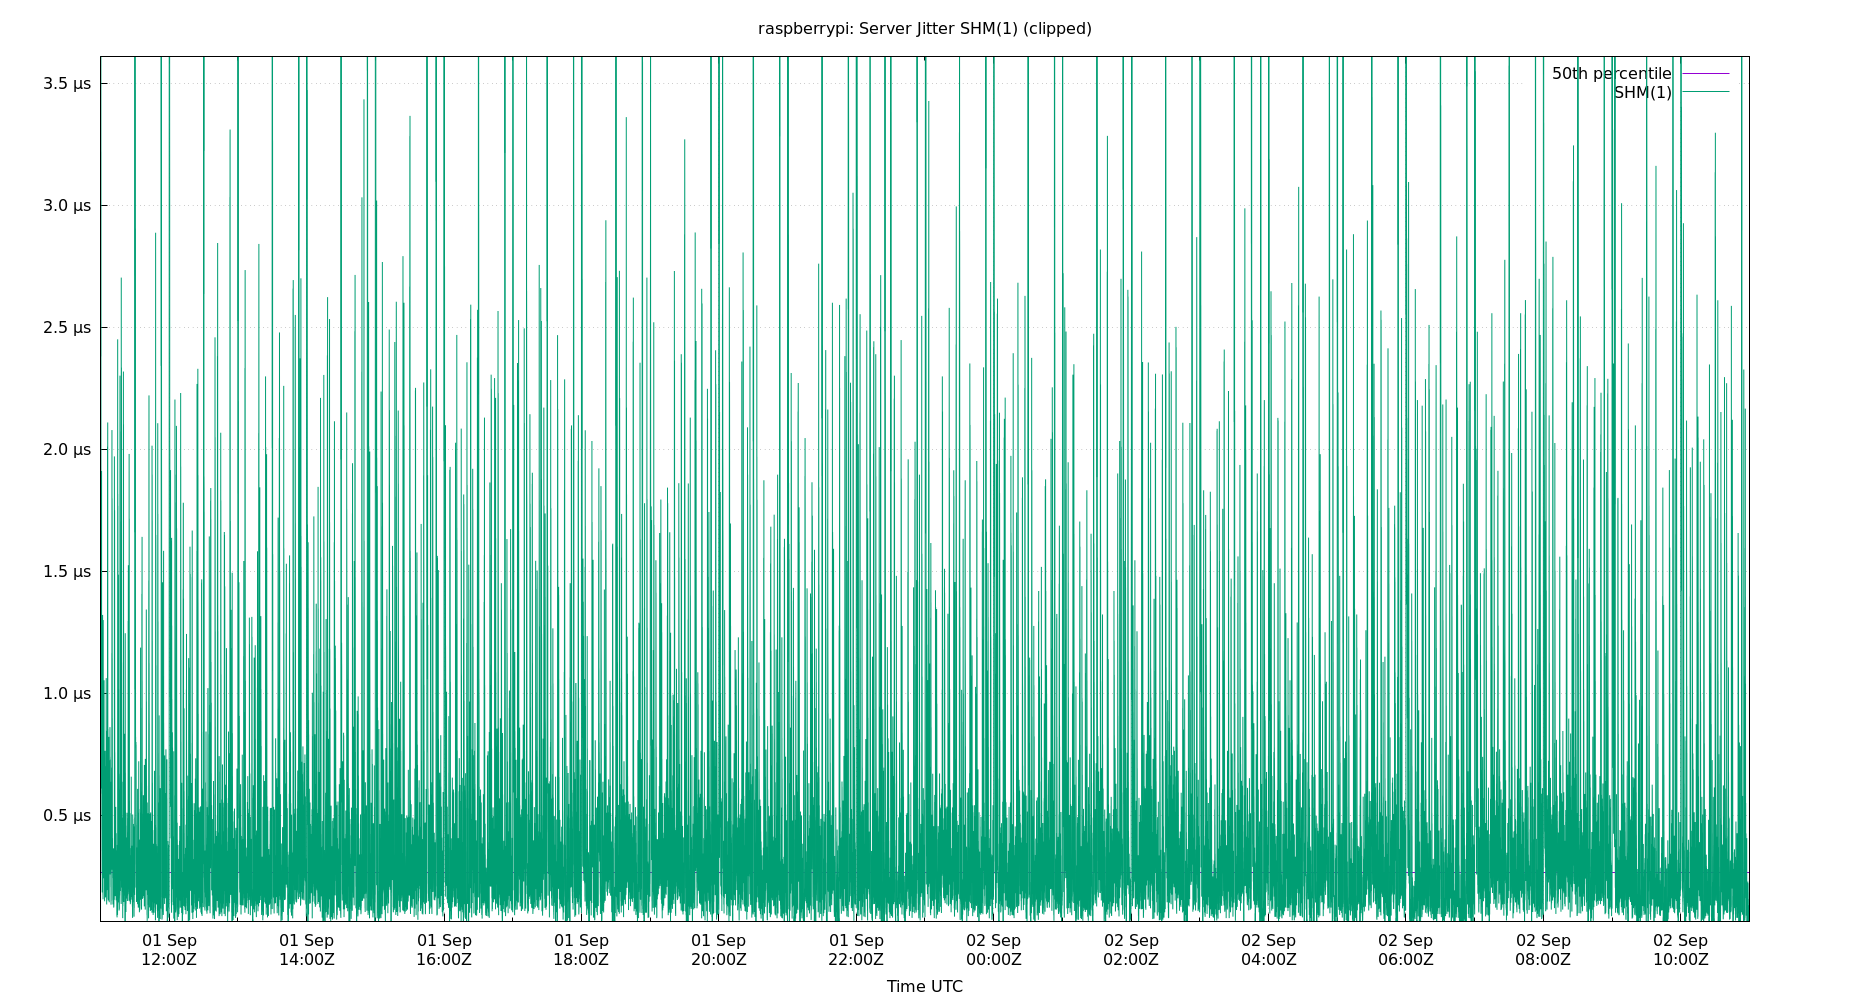 raspberrypi: Server Jitter SHM(1) (clipped)
50th percentile
SHM(1)
3.5 µs
3.0 µs
2.5 µs
2.0 µs
1.5 µs
1.0 µs
0.5 µs
01 Sep 01 Sep 01 Sep 01 Sep 01 Sep 01 Sep 02 Sep 02 Sep 02 Sep 02 Sep 02 Sep 02 Sep
12:00Z 14:00Z 16:00Z 18:00Z 20:00Z 22:00Z 00:00Z 02:00Z 04:00Z 06:00Z 08:00Z 10:00Z
Time UTC